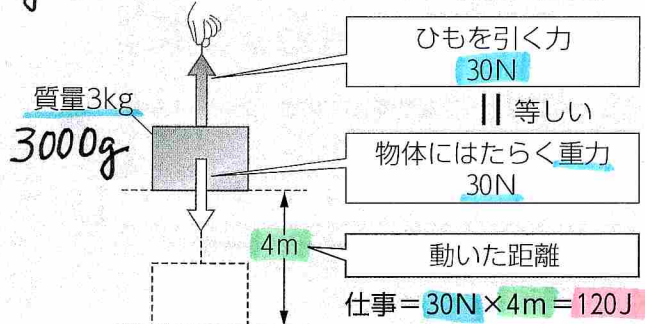 ひもを引く力
30N
質量3kg
3000g
等しい
物体にはたらく重力
30N
4m
動いた距離
仕事＝30N×4m＝120J